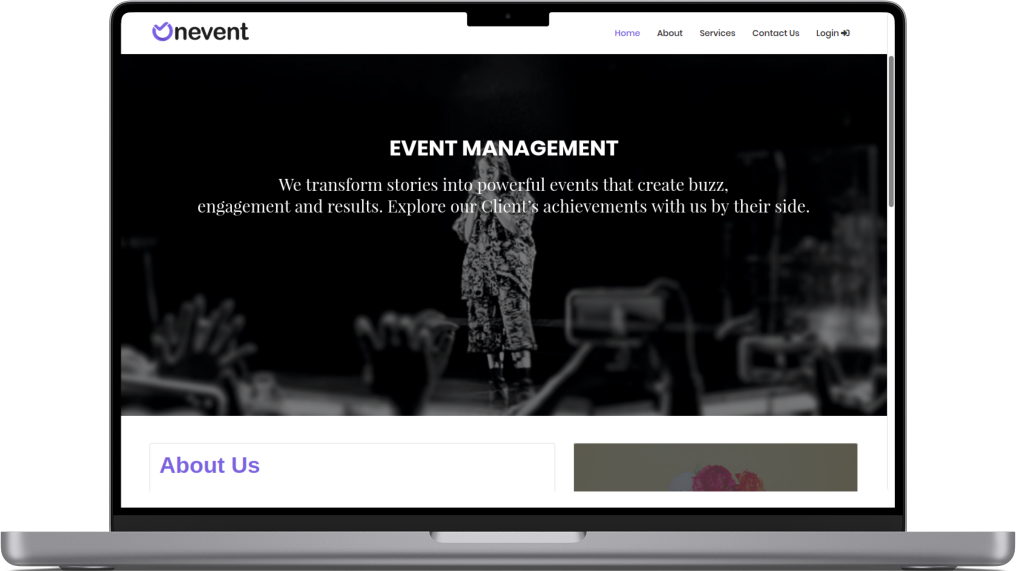 nevent
Home About Services Contact Us Login
EVENT MANAGEMENT
We transform stories into powerful events that create buzz,
engagement and results. Explore our Client's achievements with us by their side.
About Us